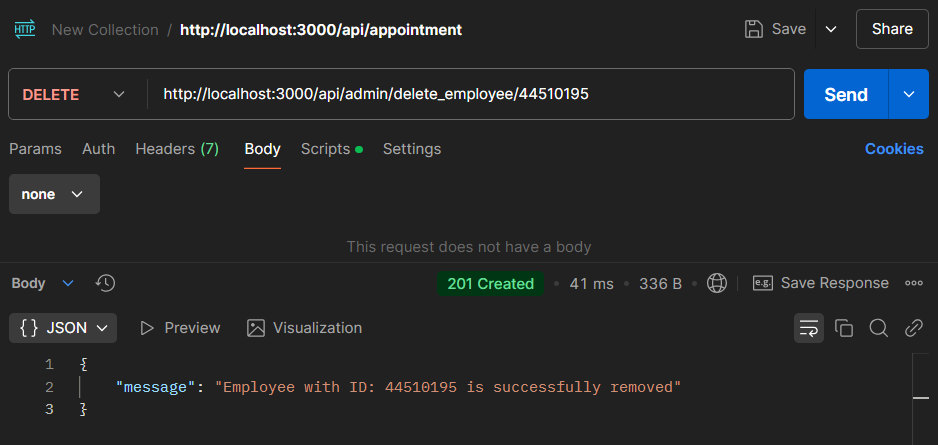 HTTP New Collection / http://localhost:3000/api/appointment Save Share
DELETE http://localhost:3000/api/admin/delete_employee/44510195 Send
Params Auth Headers (7) Body Scripts Settings Cookies
none
This request does not have a body
Body 201 Created • 41 ms • 336 B • e.g. Save Response
{} JSON Preview Visualization
1 {
2 "message": "Employee with ID: 44510195 is successfully removed"
3 }